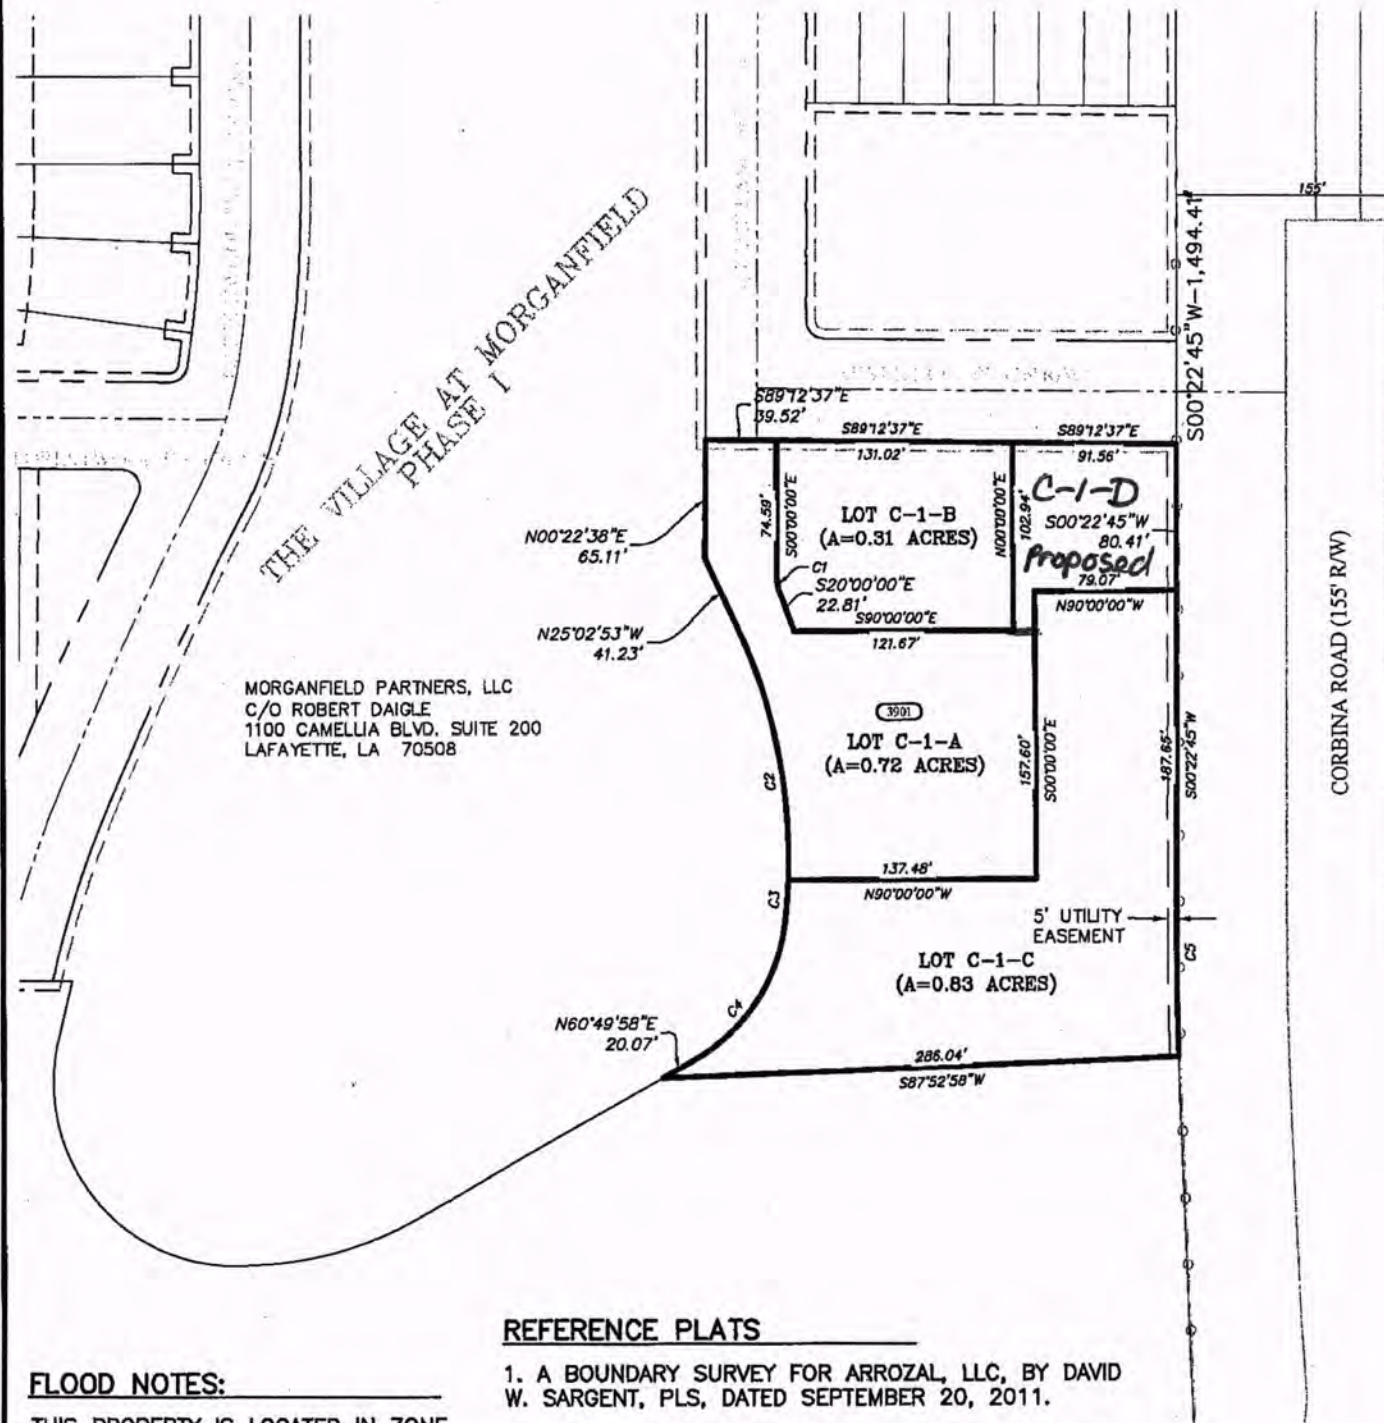 155'
S00°22'45"W-1,494.41'
THE VILLAGE AT MORGANFIELD
PHASE I
S89°12'37"E
39.52'
S89°12'37"E
131.02'
S89°12'37"E
91.56'
N00°22'38"E
65.11'
74.59'
S00°00'00"E
LOT C-1-B
(A=0.31 ACRES)
N00°00'00"E
102.94'
C-1-D
S00°22'45"W
80.41'
Proposed
79.07'
N90°00'00"W
C1
S20°00'00"E
22.81'
S90°00'00"E
121.67'
N25°02'53"W
41.23'
MORGANFIELD PARTNERS, LLC
C/O ROBERT DAIGLE
1100 CAMELLIA BLVD. SUITE 200
LAFAYETTE, LA 70508
3901
LOT C-1-A
(A=0.72 ACRES)
C2
157.60'
S00°00'00"E
187.65'
S00°22'45"W
CORBINA ROAD (155' R/W)
137.48'
N90°00'00"W
C3
5' UTILITY
EASEMENT
C5
LOT C-1-C
(A=0.83 ACRES)
C4
N60°49'58"E
20.07'
286.04'
S87°52'58"W
REFERENCE PLATS
1. A BOUNDARY SURVEY FOR ARROZAL, LLC, BY DAVID
W. SARGENT, PLS, DATED SEPTEMBER 20, 2011.
FLOOD NOTES:
THIS PROPERTY IS LOCATED IN ZONE